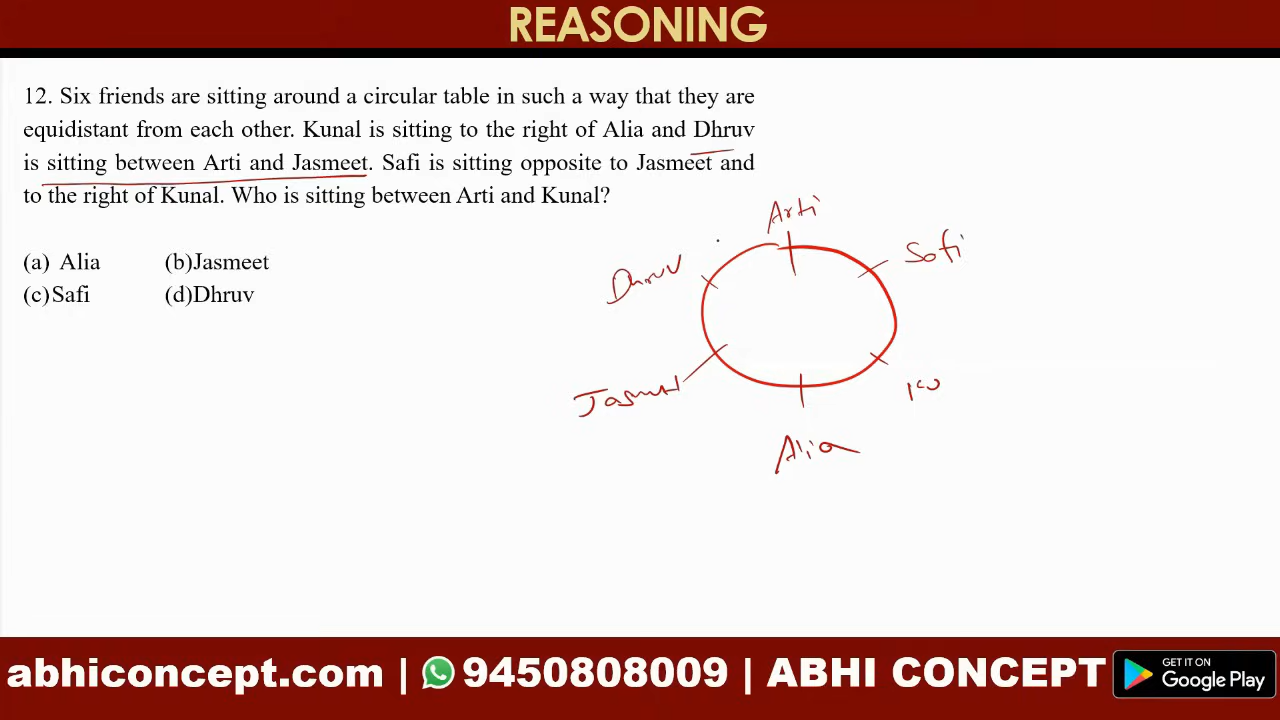 REASONING
12. Six friends are sitting around a circular table in such a way that they are
equidistant from each other. Kunal is sitting to the right of Alia and Dhruv
is sitting between Arti and Jasmeet. Safi is sitting opposite to Jasmeet and
to the right of Kunal. Who is sitting between Arti and Kunal?
(a) Alia (b)Jasmeet
(c)Safi (d)Dhruv
Arti
Safi
Dhruv
Jasmeet
Ku
Alia
abhiconcept.com | 9450808009 | ABHI CONCEPT
GET IT ON
Google Play